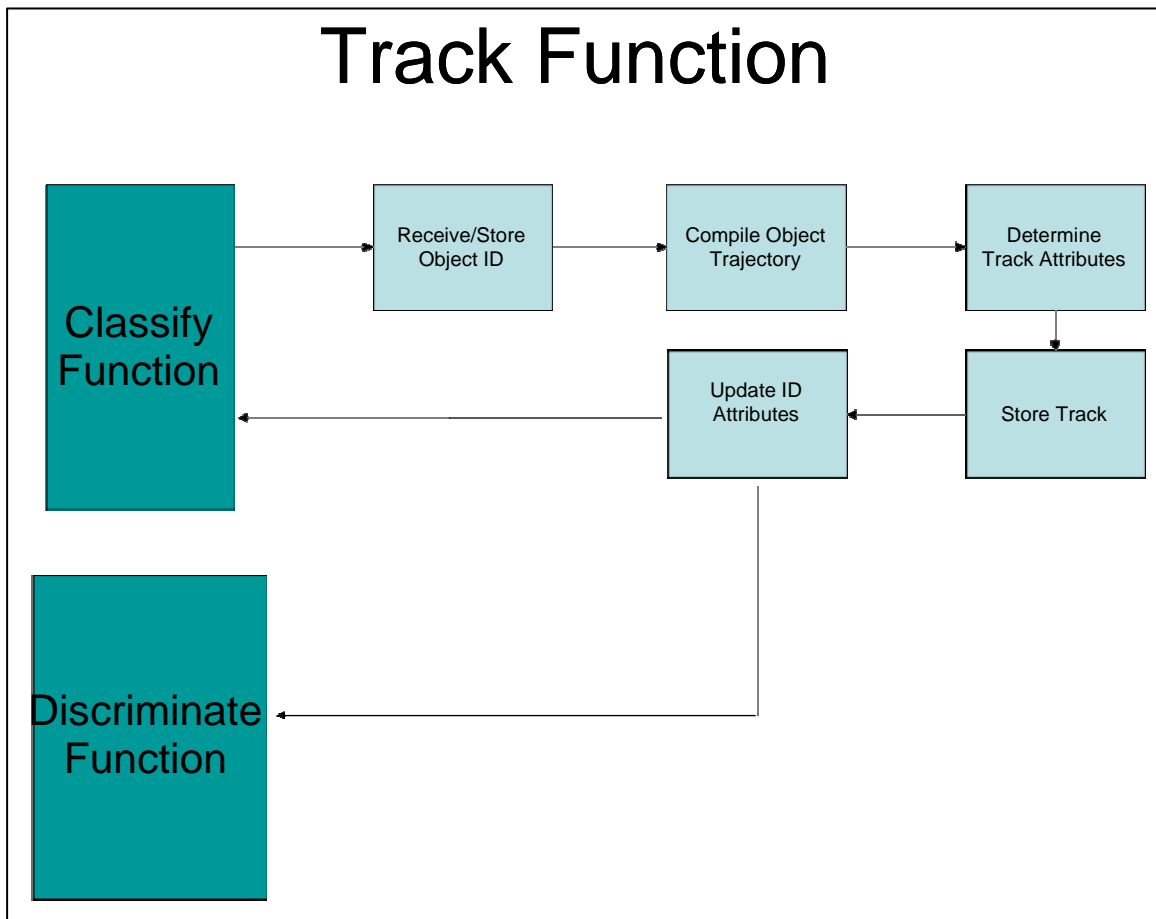 Track Function
Classify
Function
Receive/Store
Object ID
Compile Object
Trajectory
Determine
Track Attributes
Update ID
Attributes
Store Track
Discriminate
Function